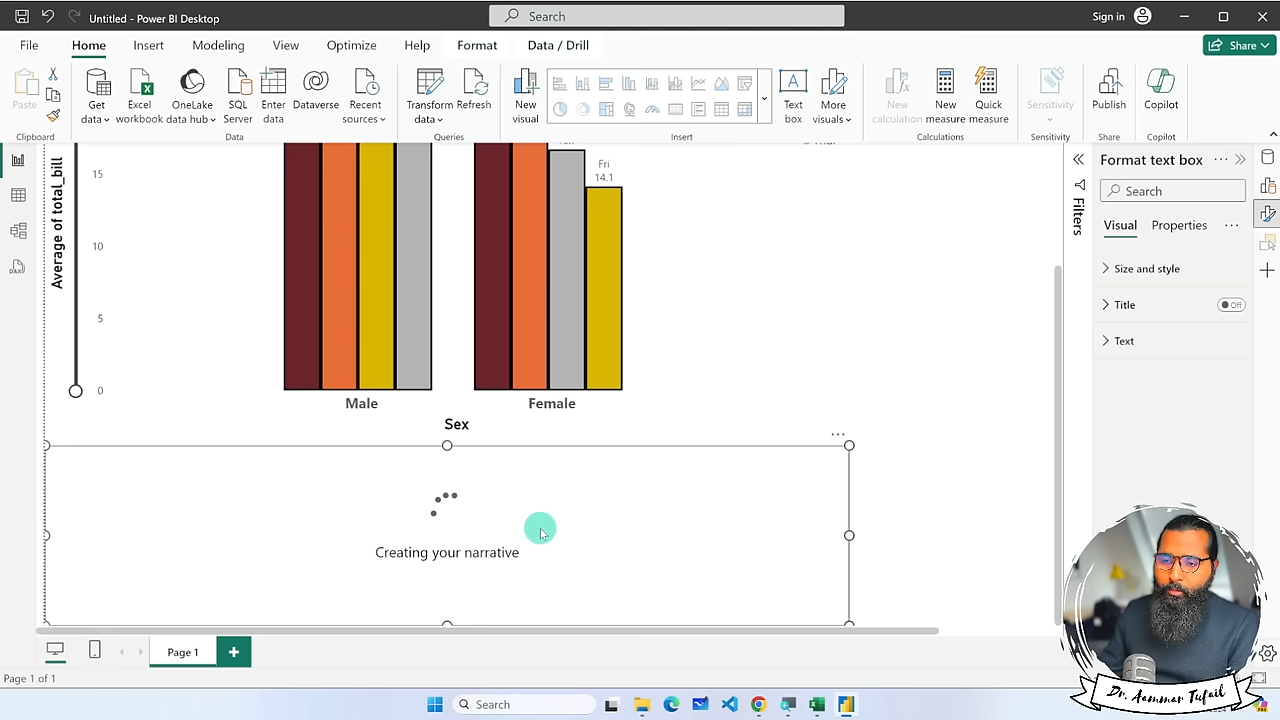 Untitled - Power BI Desktop
Search
Sign in
File
Home
Insert
Modeling
View
Optimize
Help
Format
Data / Drill
Share
Paste
Get data
Excel workbook
OneLake data hub
SQL Server
Enter data
Dataverse
Recent sources
Transform data
Refresh
New visual
Text box
More visuals
New calculation
New measure
Quick measure
Sensitivity
Publish
Copilot
Clipboard
Data
Queries
Insert
Calculations
Sensitivity
Share
Copilot
Average of total_bill
15
10
5
0
Fri
14.1
Male
Female
Sex
Creating your narrative
Filters
Format text box
Search
Visual
Properties
Size and style
Title
Off
Text
Page 1
Page 1 of 1
Search
Dr. Aammar Tufail